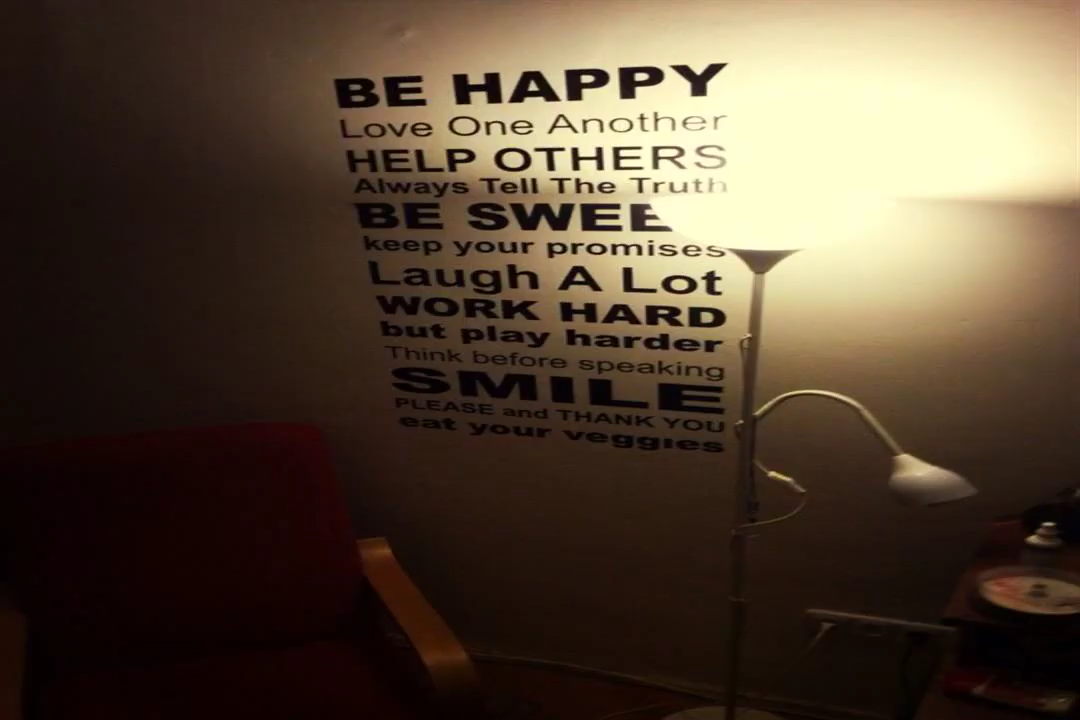 BE HAPPY
Love One Another
HELP OTHERS
Always Tell The Truth
BE SWEE
keep your promises
Laugh A Lot
WORK HARD
but play harder
Think before speaking
SMILE
PLEASE and THANK YOU
eat your veggies